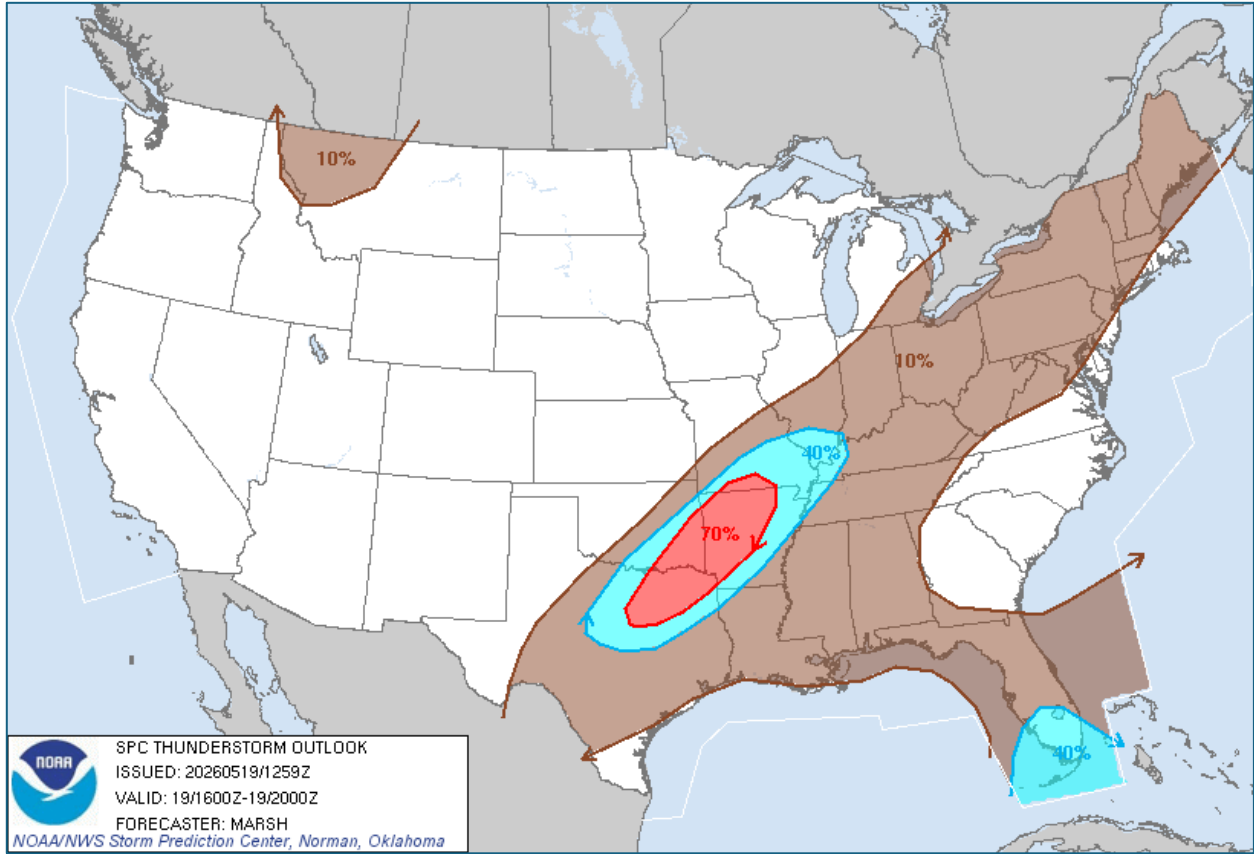 10%
10%
40%
70%
40%
NOAA
SPC THUNDERSTORM OUTLOOK
ISSUED: 20260519/1259Z
VALID: 19/1600Z-19/2000Z
FORECASTER: MARSH
NOAA/NWS Storm Prediction Center, Norman, Oklahoma